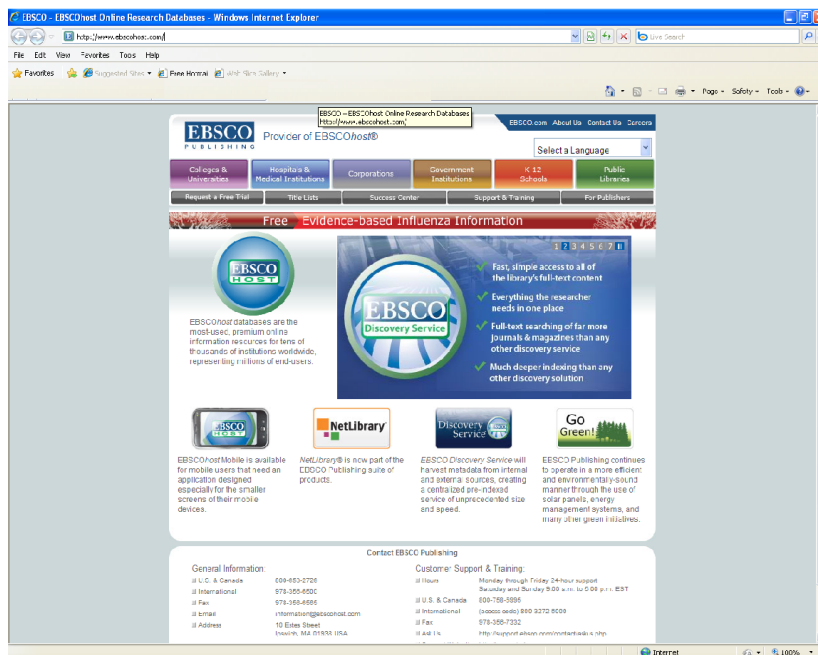 EBSCO - EBSCOhost Online Research Databases - Windows Internet Explorer
http://www.ebscohost.com/
Live Search
File Edit View Favorites Tools Help
Favorites Suggested Sites Free Hotmail Web Slice Gallery
Page Safety Tools
EBSCO - EBSCOhost Online Research Databases
http://www.ebscohost.com/
EBSCO.com About Us Contact Us Careers
EBSCO
PUBLISHING
Provider of EBSCOhost®
Select a Language
Colleges & Universities
Hospitals & Medical Institutions
Corporations
Government Institutions
K-12 Schools
Public Libraries
Request a Free Trial Title Lists Success Center Support & Training For Publishers
Free Evidence-based Influenza Information
EBSCO
HOST
EBSCOhost databases are the
most-used, premium online
information resources for tens of
thousands of institutions worldwide,
representing millions of end-users.
1 2 3 4 5 6 7 II
EBSCO
Discovery Service
Fast, simple access to all of
the library's full-text content
Everything the researcher
needs in one place
Full-text searching of far more
journals & magazines than any
other discovery service
Much deeper indexing than any
other discovery solution
EBSCO
HOST
EBSCOhost Mobile is available
for mobile users that need an
application designed
especially for the smaller
screens of their mobile
devices.
NetLibrary
NetLibrary® is now part of the
EBSCO Publishing suite of
products.
Discovery
Service
EBSCO Discovery Service will
harvest metadata from internal
and external sources, creating
a centralized pre-indexed
service of unprecedented size
and speed.
Go
Green!
EBSCO Publishing continues
to operate in a more efficient
and environmentally-sound
manner through the use of
solar panels, energy
management systems, and
many other green initiatives.
Contact EBSCO Publishing
General Information:
U.S. & Canada 800-653-2726
International 978-356-6500
Fax 978-356-6565
Email information@ebscohost.com
Address 10 Estes Street
Ipswich, MA 01938 USA
Customer Support & Training:
Hours Monday through Friday 24-hour support
Saturday and Sunday 9:00 a.m. to 5:00 p.m. EST
U.S. & Canada 800-758-5995
International (access code) 800 3272 6000
Fax 978-356-7332
Ask Us http://support.ebsco.com/contact/askus.php
Internet
100%